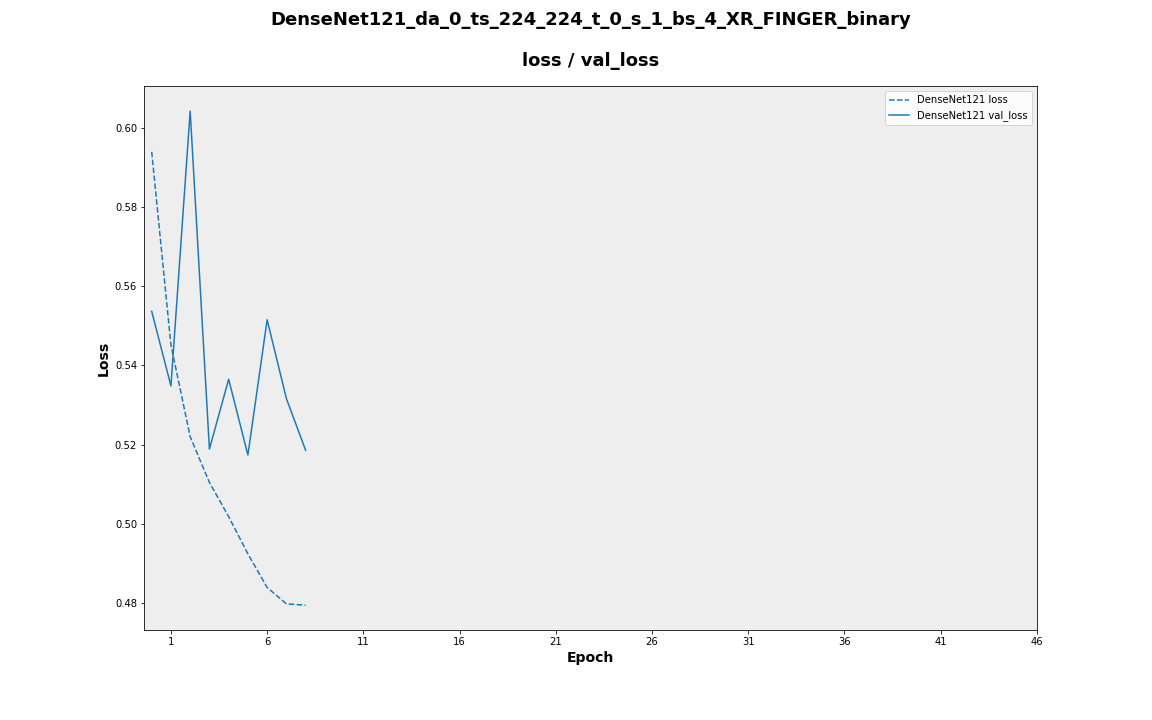 DenseNet121_da_0_ts_224_224_t_0_s_1_bs_4_XR_FINGER_binary
loss / val_loss
DenseNet121 loss
DenseNet121 val_loss
0.60
0.58
0.56
0.54
0.52
0.50
0.48
Loss
1 6 11 16 21 26 31 36 41 46
Epoch